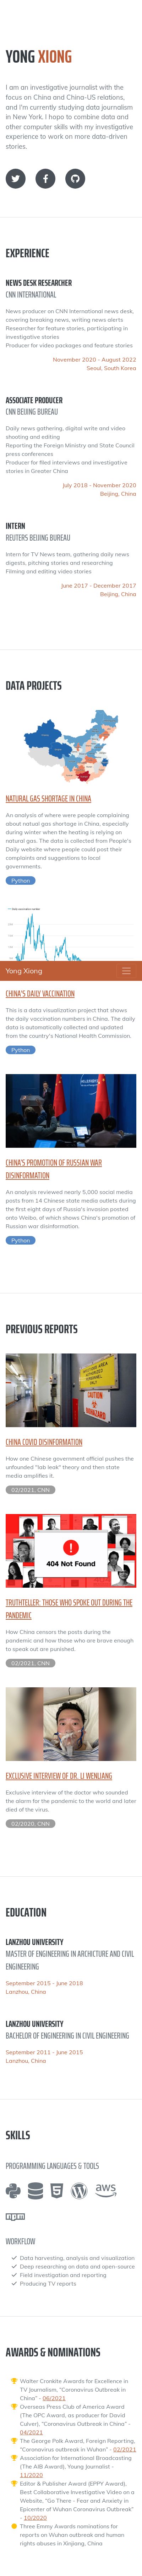 YONG XIONG
I am an investigative journalist with the
focus on China and China-US relations,
and I'm currently studying data journalism
in New York. I hope to combine data and
other computer skills with my investigative
experience to work on more data-driven
stories.
EXPERIENCE
NEWS DESK RESEARCHER
CNN INTERNATIONAL
News producer on CNN International news desk,
covering breaking news, writing news alerts
Researcher for feature stories, participating in
investigative stories
Producer for video packages and feature stories
November 2020 - August 2022
Seoul, South Korea
ASSOCIATE PRODUCER
CNN BEIJING BUREAU
Daily news gathering, digital write and video
shooting and editing
Reporting the Foreign Ministry and State Council
press conferences
Producer for filed interviews and investigative
stories in Greater China
July 2018 - November 2020
Beijing, China
INTERN
REUTERS BEIJING BUREAU
Intern for TV News team, gathering daily news
digests, pitching stories and researching
Filming and editing video stories
June 2017 - December 2017
Beijing, China
DATA PROJECTS
NATURAL GAS SHORTAGE IN CHINA
An analysis of where were people complaining
about natual gas shortage in China, especially
during winter when the heating is relying on
natural gas. The data is collected from People's
Daily website where people could post their
complaints and suggestions to local
governments.
Python
Yong Xiong
CHINA'S DAILY VACCINATION
This is a data visualization project that shows
the daily vaccination numbers in China. The daily
data is automatically collected and updated
from the country's National Health Commission.
Python
CHINA'S PROMOTION OF RUSSIAN WAR
DISINFORMATION
An analysis reviewed nearly 5,000 social media
posts from 14 Chinese state media outlets during
the first eight days of Russia's invasion posted
onto Weibo, of which shows China's promotion of
Russian war disinformation.
Python
PREVIOUS REPORTS
CHINA COVID DISINFORMATION
How one Chinese government official pushes the
unfounded "lab leak" theory and then state
media amplifies it.
02/2021, CNN
404 Not Found
TRUTHTELLER: THOSE WHO SPOKE OUT DURING THE
PANDEMIC
How China censors the posts during the
pandemic and how those who are brave enough
to speak out are punished.
02/2021, CNN
EXCLUSIVE INTERVIEW OF DR. LI WENLIANG
Exclusive interview of the doctor who sounded
the alarm for the pandemic to the world and later
died of the virus.
02/2020, CNN
EDUCATION
LANZHOU UNIVERSITY
MASTER OF ENGINEERING IN ARCHICTURE AND CIVIL
ENGINEERING
September 2015 - June 2018
Lanzhou, China
LANZHOU UNIVERSITY
BACHELOR OF ENGINEERING IN CIVIL ENGINEERING
September 2011 - June 2015
Lanzhou, China
SKILLS
PROGRAMMING LANGUAGES & TOOLS
aws
WORKFLOW
Data harvesting, analysis and visualization
Deep researching on data and open-source
Field investigation and reporting
Producing TV reports
AWARDS & NOMINATIONS
Walter Cronkite Awards for Excellence in
TV Journalism, "Coronavirus Outbreak in
China" - 06/2021
Overseas Press Club of America Award
(The OPC Award, as producer for David
Culver), "Coronavirus Outbreak in China" -
04/2021
The George Polk Award, Foreign Reporting,
"Coronavirus outbreak in Wuhan" - 02/2021
Association for International Broadcasting
(The AIB Award), Young Journalist -
11/2020
Editor & Publisher Award (EPPY Award),
Best Collaborative Investigative Video on a
Website, "Go There - Fear and Anxiety in
Epicenter of Wuhan Coronavirus Outbreak"
- 10/2020
Three Emmy Awards nominations for
reports on Wuhan outbreak and human
rights abuses in Xinjiang, China